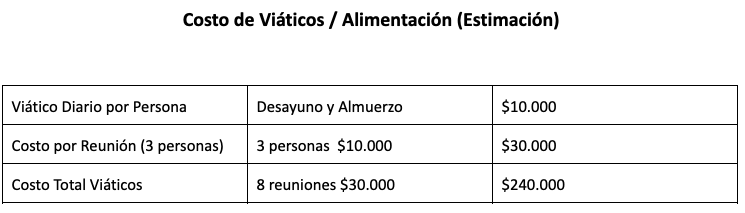 Costo de Viáticos / Alimentación (Estimación)
Viático Diario por Persona Desayuno y Almuerzo $10.000
Costo por Reunión (3 personas) 3 personas $10.000 $30.000
Costo Total Viáticos 8 reuniones $30.000 $240.000